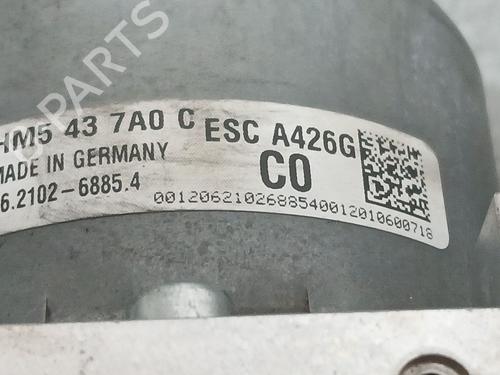 HM5 43 7A0 C ESC A426G
MADE IN GERMANY C0
6.2102-6885.4
0012062102688540012010600718
PARTS